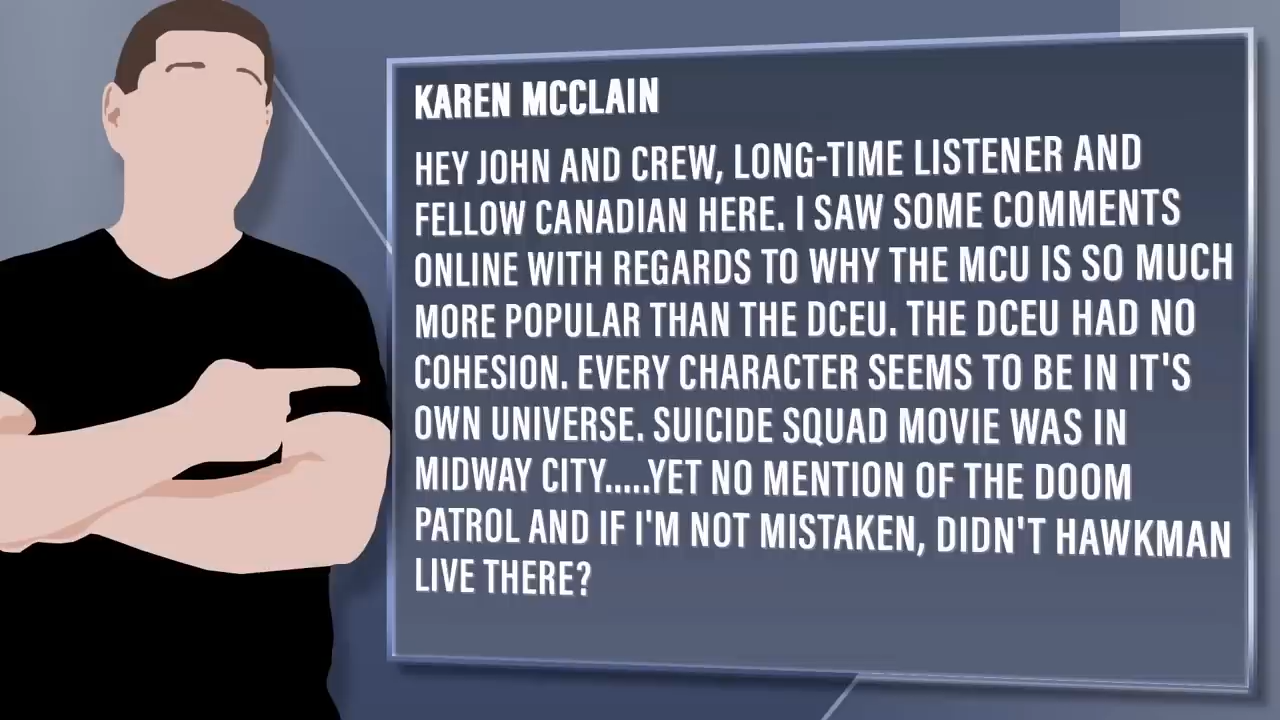 KAREN MCCLAIN
HEY JOHN AND CREW, LONG-TIME LISTENER AND
FELLOW CANADIAN HERE. I SAW SOME COMMENTS
ONLINE WITH REGARDS TO WHY THE MCU IS SO MUCH
MORE POPULAR THAN THE DCEU. THE DCEU HAD NO
COHESION. EVERY CHARACTER SEEMS TO BE IN IT'S
OWN UNIVERSE. SUICIDE SQUAD MOVIE WAS IN
MIDWAY CITY.....YET NO MENTION OF THE DOOM
PATROL AND IF I'M NOT MISTAKEN, DIDN'T HAWKMAN
LIVE THERE?